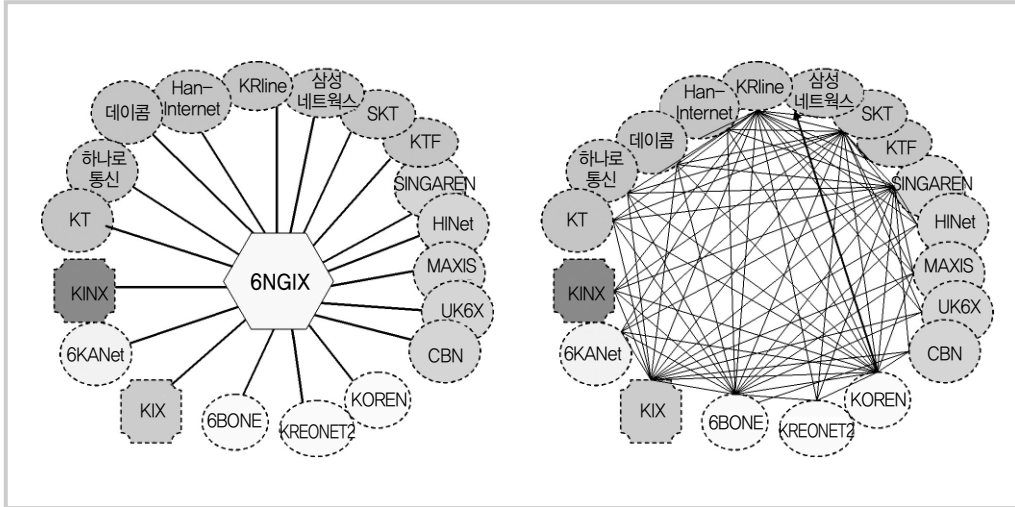 KRline
Han-
Internet
삼성
네트웍스
데이콤
SKT
KTF
하나로
통신
SINGAREN
KT
HINet
6NGIX
MAXIS
KINX
UK6X
6KANet
CBN
KIX
KOREN
6BONE
KREONET2
KRline
Han-
Internet
삼성
네트웍스
데이콤
SKT
KTF
하나로
통신
SINGAREN
KT
HINet
MAXIS
KINX
UK6X
6KANet
CBN
KIX
KOREN
6BONE
KREONET2